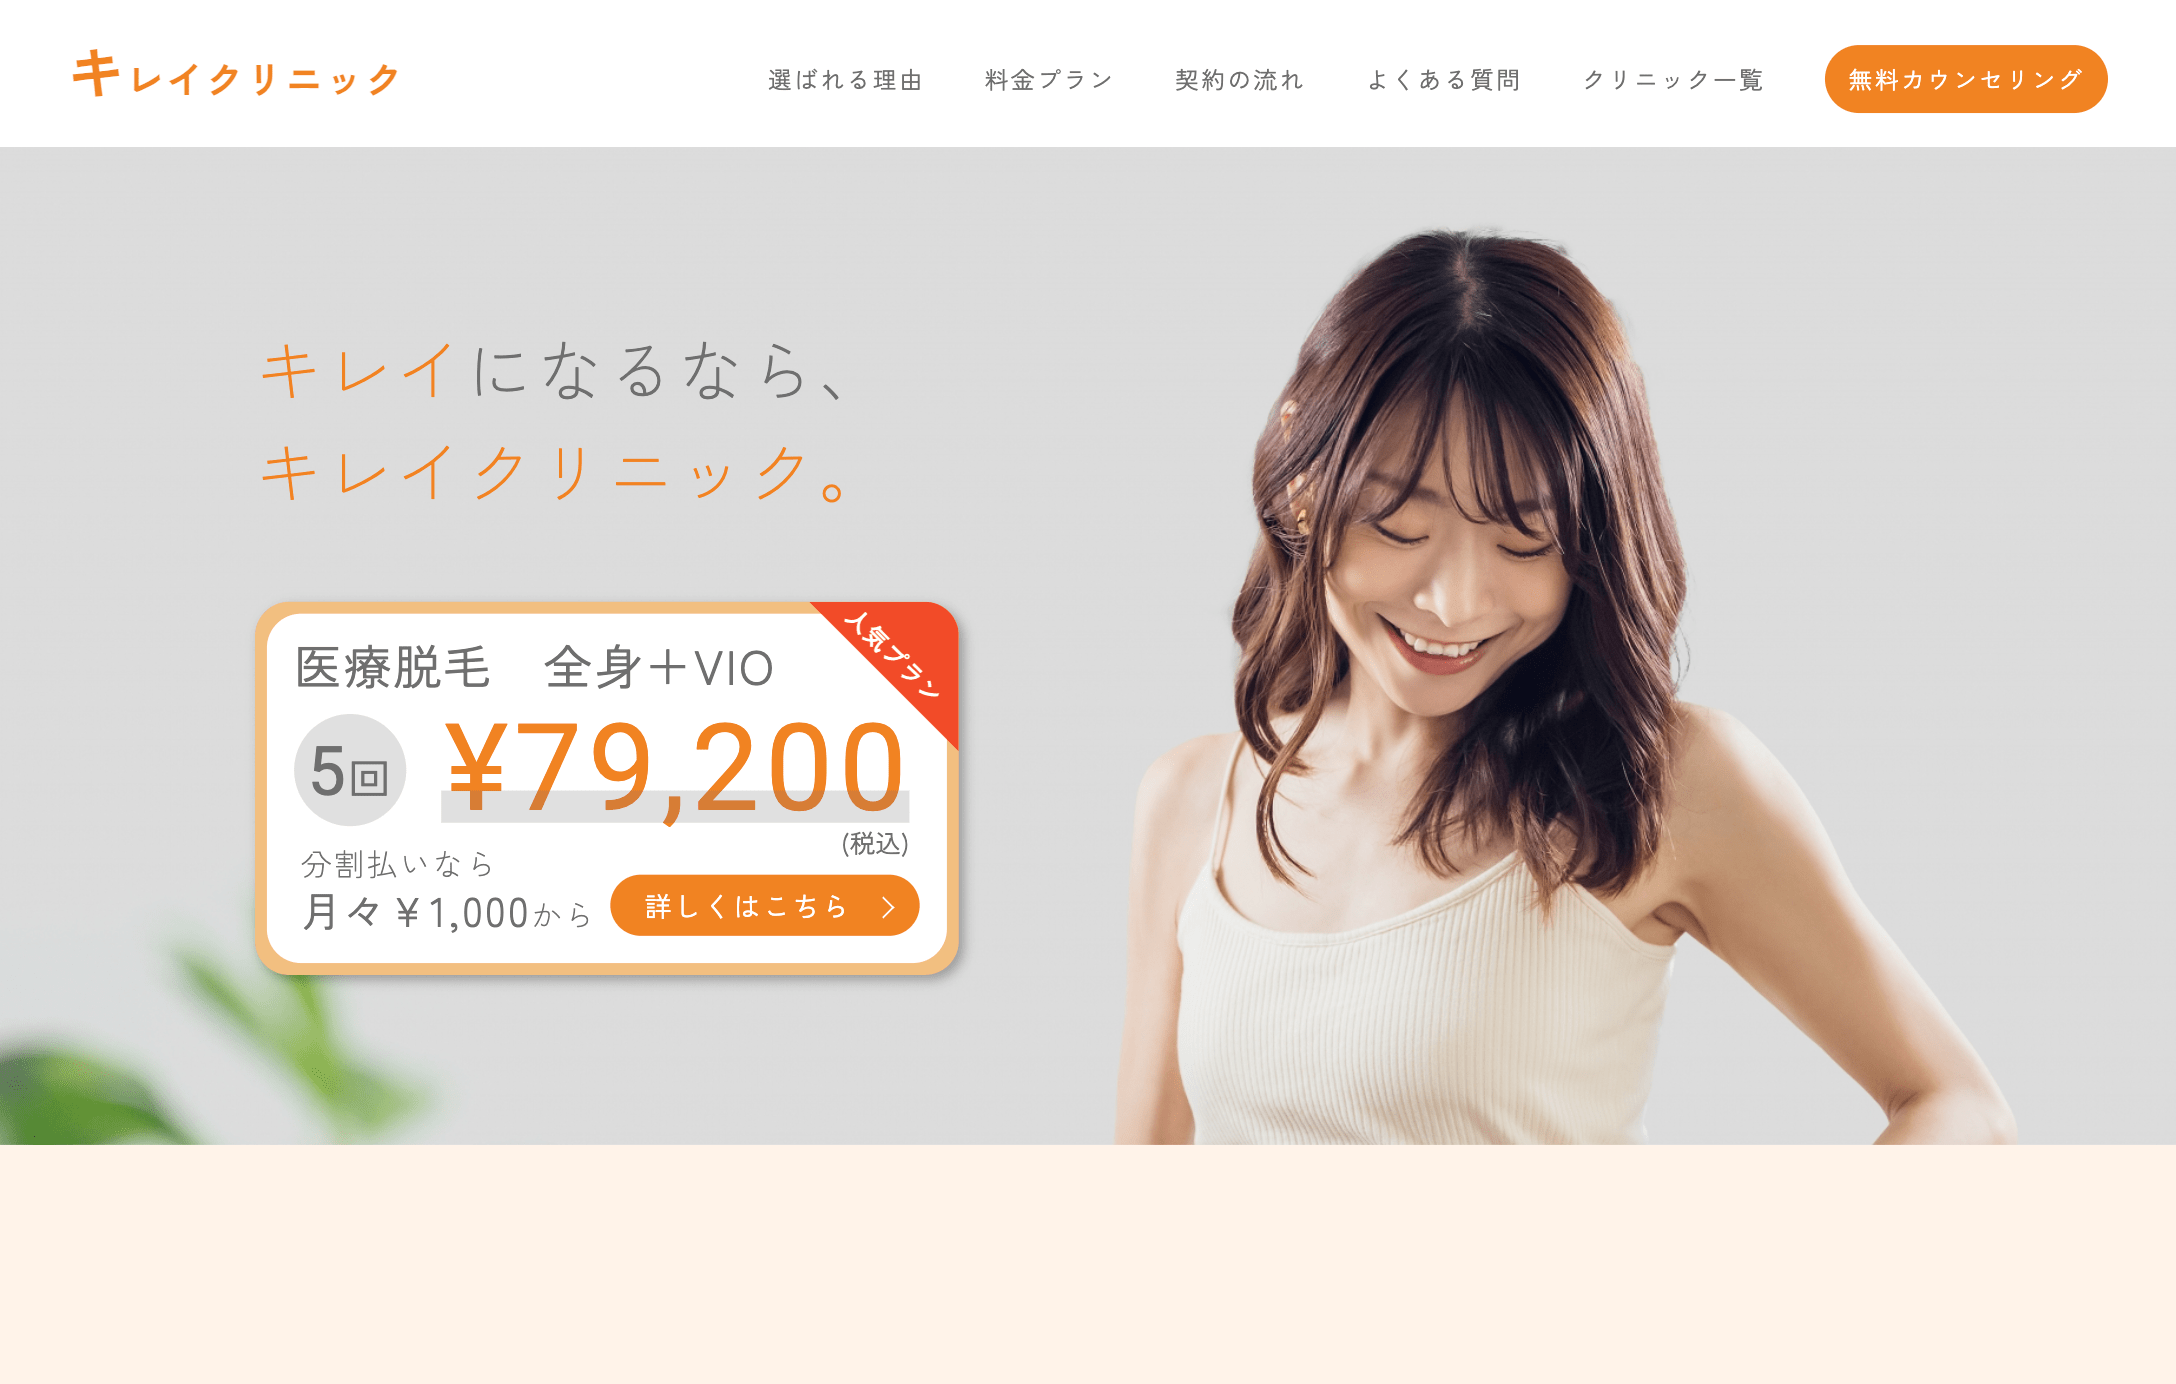 キレイクリニック
選ばれる理由
料金プラン
契約の流れ
よくある質問
クリニック一覧
無料カウンセリング
キレイになるなら、
キレイクリニック。
人気プラン
医療脱毛　全身＋VIO
5回
¥79,200
(税込)
分割払いなら
月々￥1,000から
詳しくはこちら